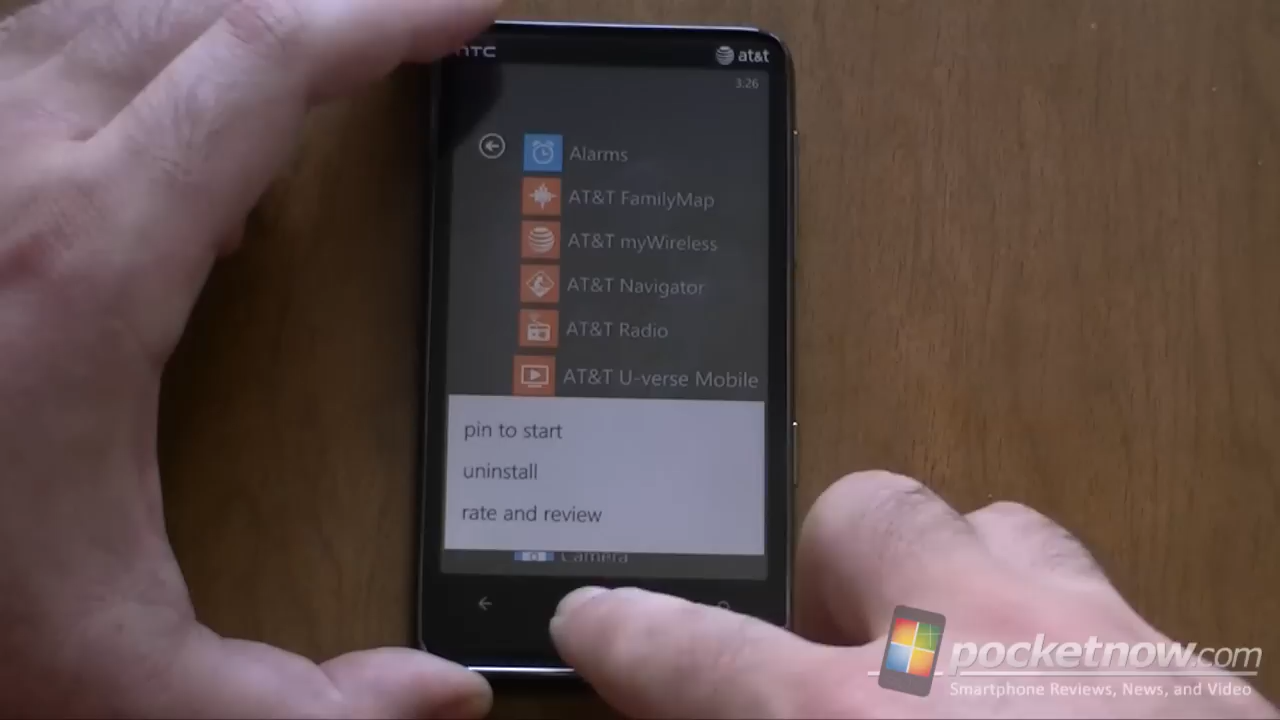 HTC
at&t
3:26
Alarms
AT&T FamilyMap
AT&T myWireless
AT&T Navigator
AT&T Radio
AT&T U-verse Mobile
pin to start
uninstall
rate and review
Camera
pocketnow.com
Smartphone Reviews, News, and Video